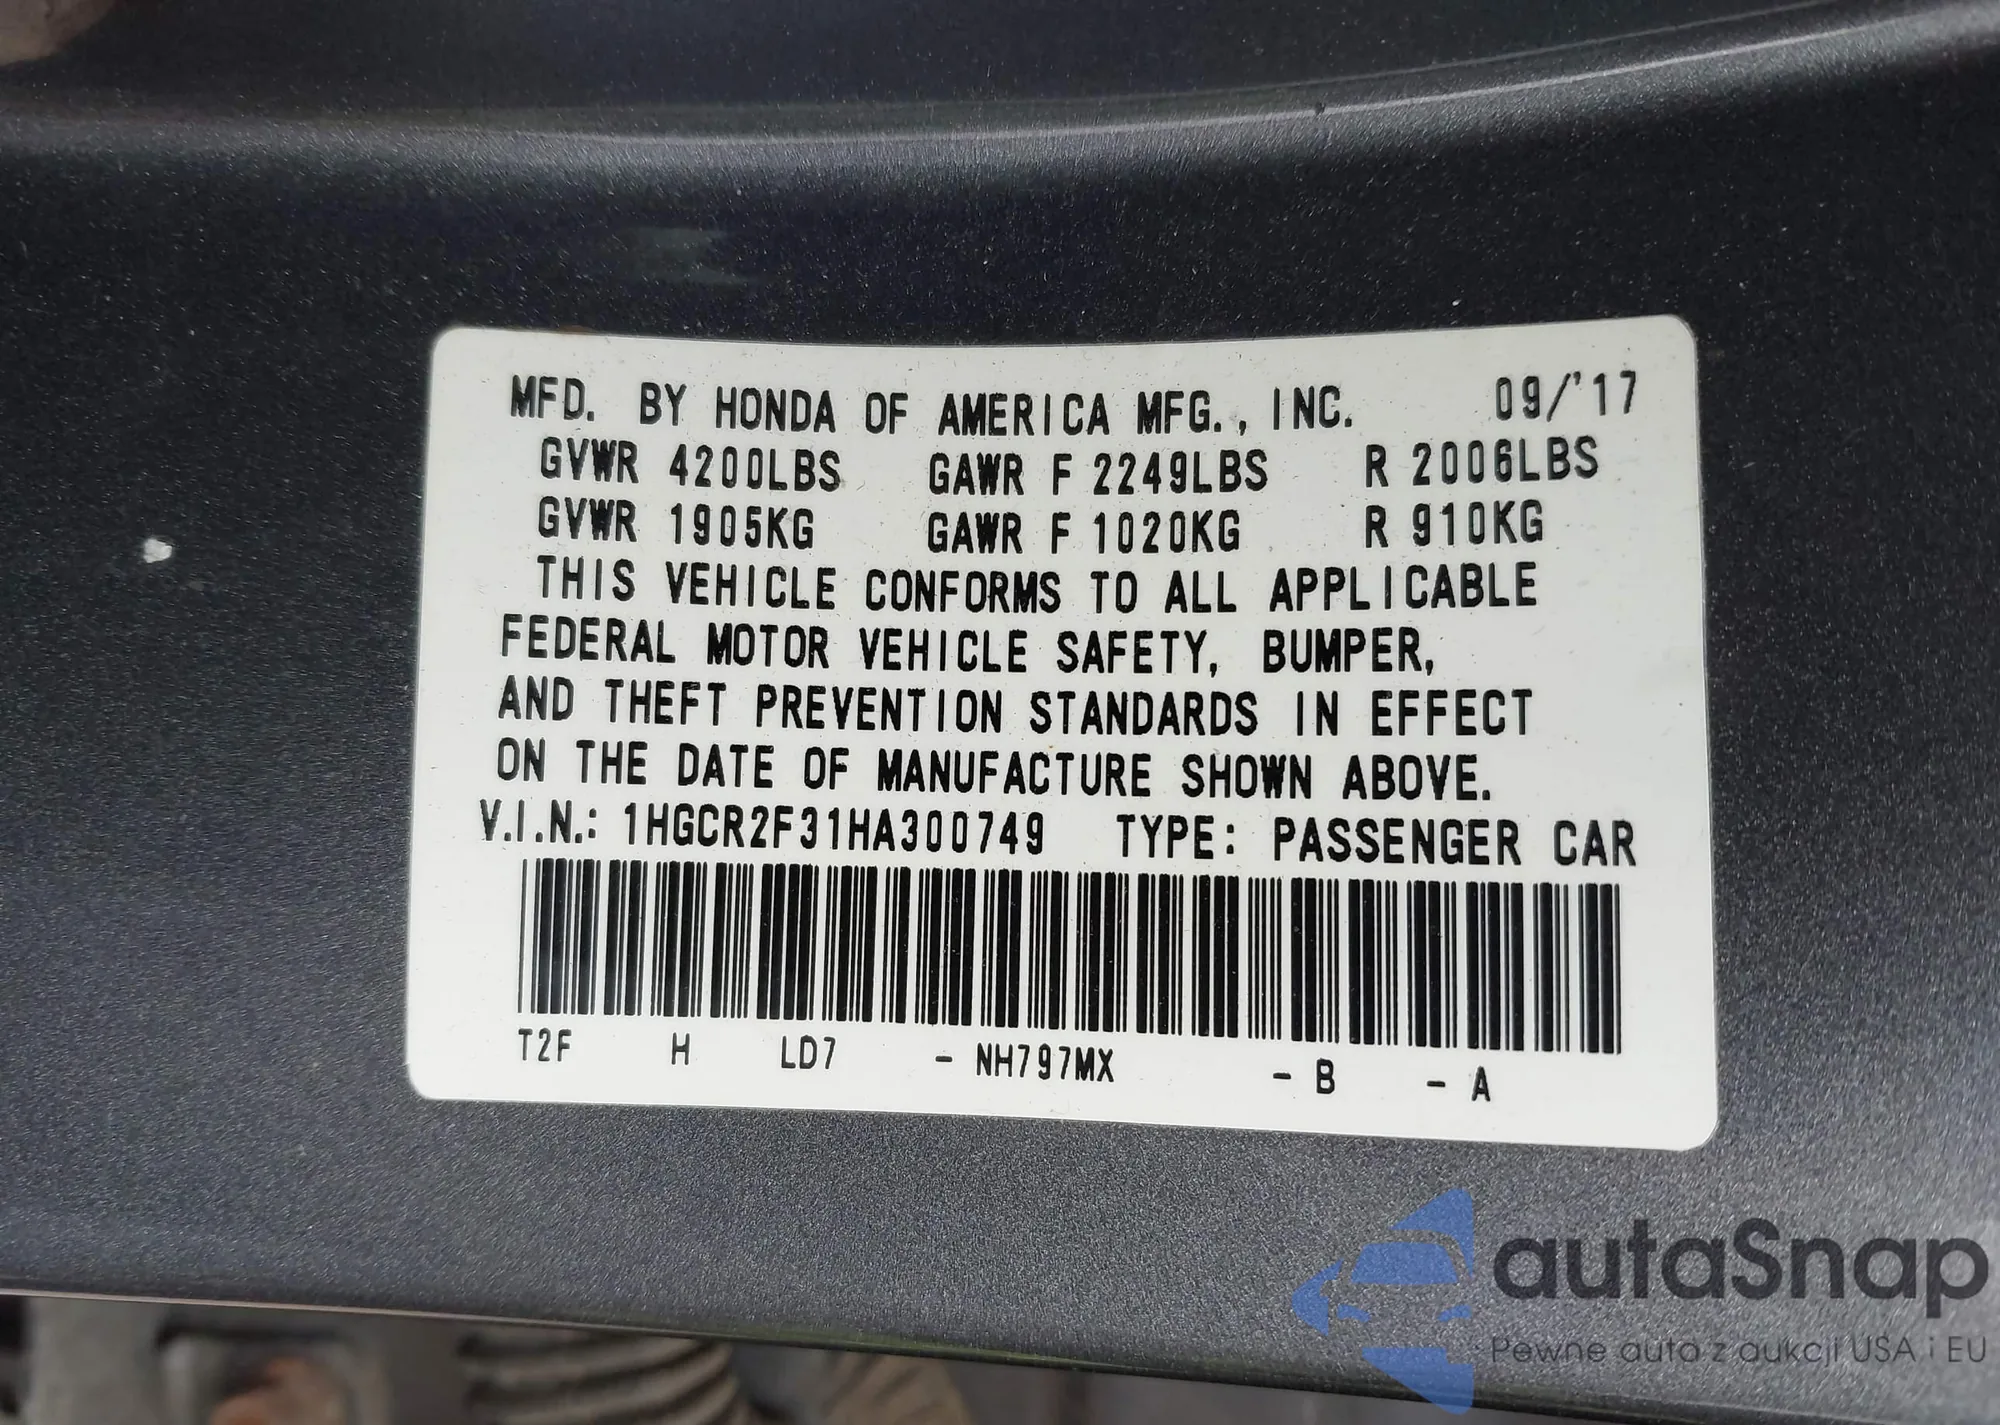 MFD. BY HONDA OF AMERICA MFG., INC. 09/'17
GVWR 4200LBS GAWR F 2249LBS R 2006LBS
GVWR 1905KG GAWR F 1020KG R 910KG
THIS VEHICLE CONFORMS TO ALL APPLICABLE
FEDERAL MOTOR VEHICLE SAFETY, BUMPER,
AND THEFT PREVENTION STANDARDS IN EFFECT
ON THE DATE OF MANUFACTURE SHOWN ABOVE.
V.I.N.: 1HGCR2F31HA300749 TYPE: PASSENGER CAR
T2F H LD7 - NH797MX - B - A
autaSnap
Pewne auta z aukcji USA i EU